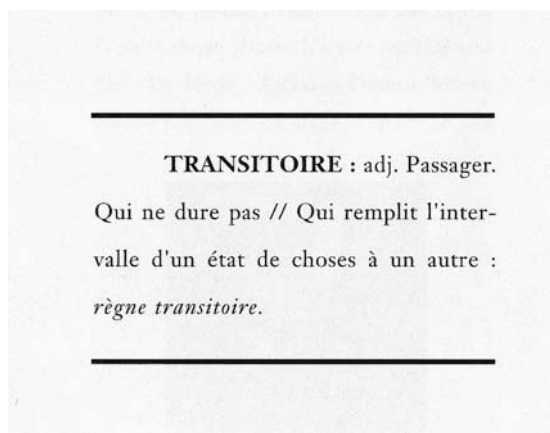 TRANSITOIRE : adj. Passager.
Qui ne dure pas // Qui remplit l'inter-
valle d'un état de choses à un autre :
règne transitoire.